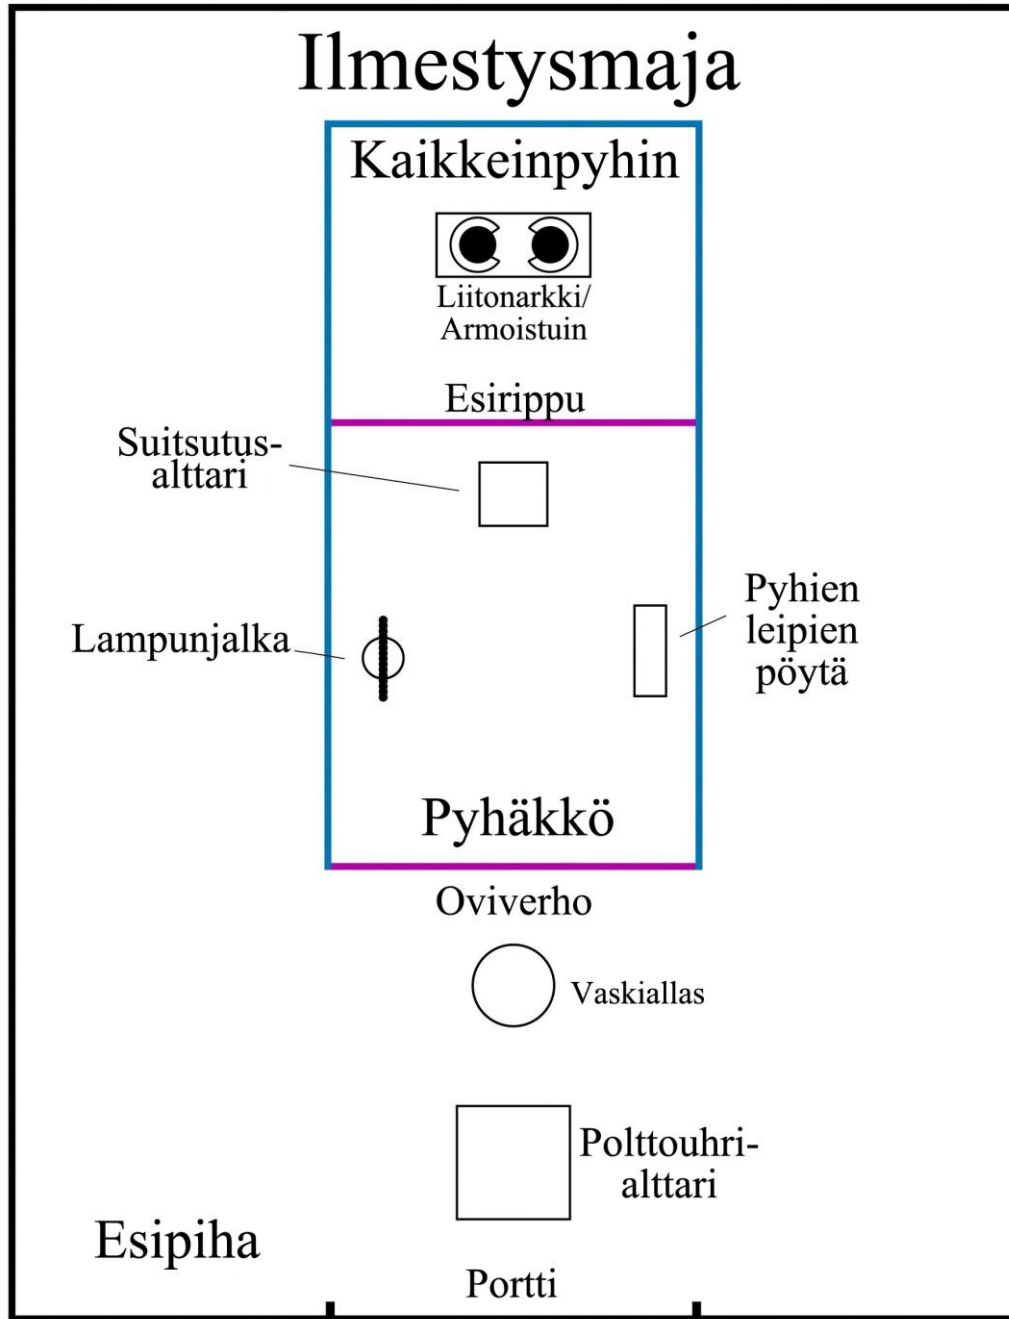 Ilmestysmaja
Kaikkeinpyhin
Liitonarkki/
Armoistuin
Esirippu
Suitsutus-
alttari
Lampunjalka
Pyhien
leipien
pöytä
Pyhäkkö
Oviverho
Vaskiallas
Polttouhri-
alttari
Esipiha
Portti